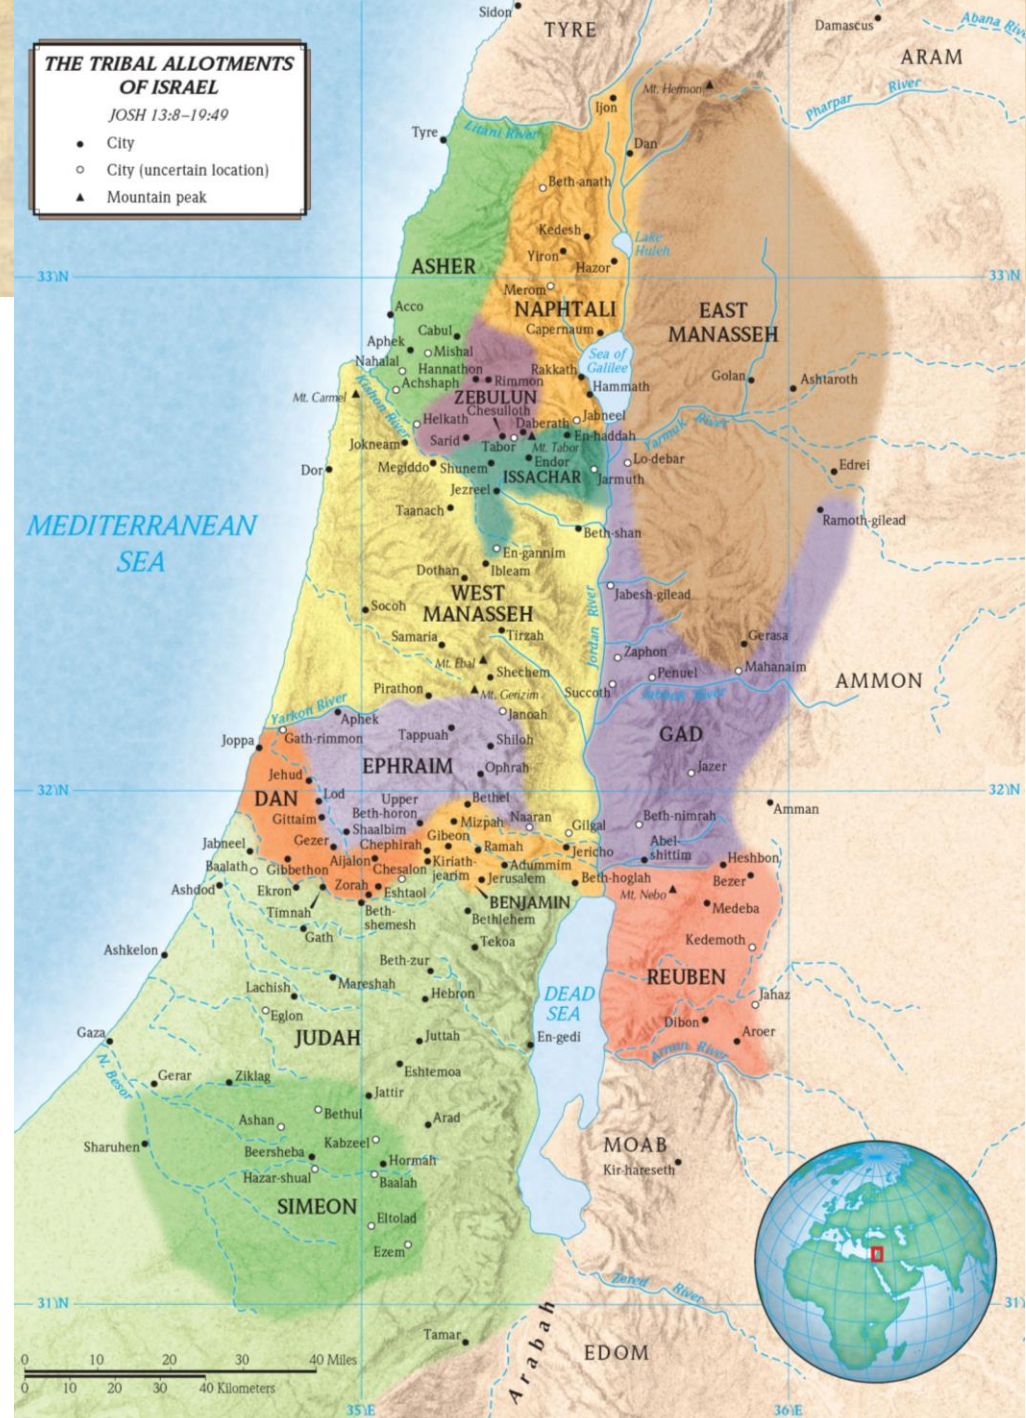 THE TRIBAL ALLOTMENTS
OF ISRAEL
JOSH 13:8–19:49
City
City (uncertain location)
Mountain peak
Sidon
TYRE
Damascus
Abana River
ARAM
Mt. Hermon
Ijon
Pharpar River
Tyre
Litani River
Dan
Beth-anath
Kedesh
Lake
Huleh
Yiron
Hazor
ASHER
33°N
33°N
Merom
NAPHTALI
EAST
MANASSEH
Acco
Capernaum
Cabul
Aphek
Mishal
Sea of
Galilee
Nahalal
Hannathon
Rakkath
Golan
Ashtaroth
Achshaph
Rimmon
Hammath
Mt. Carmel
Kishon River
ZEBULUN
Chesulloth
Helkath
Daberath
Jabneel
Yarmuk River
Jokneam
Sarid
Tabor
Mt. Tabor
En-haddah
Dor
Megiddo
Shunem
Endor
Lo-debar
Edrei
ISSACHAR
Jarmuth
Jezreel
Taanach
Ramoth-gilead
MEDITERRANEAN
SEA
Beth-shan
En-gannim
Dothan
Ibleam
WEST
MANASSEH
Jabesh-gilead
Jordan River
Socoh
Samaria
Tirzah
Gerasa
Zaphon
Mt. Ebal
Shechem
Penuel
Mahanaim
AMMON
Pirathon
Mt. Gerizim
Succoth
Jabbok River
Yarkon River
Aphek
Janoah
Joppa
Gath-rimmon
Tappuah
Shiloh
GAD
EPHRAIM
Ophrah
Jazer
Jehud
32°N
32°N
DAN
Lod
Upper
Beth-horon
Bethel
Amman
Gittaim
Shaalbim
Mizpah
Naaran
Gilgal
Beth-nimrah
Jabneel
Gezer
Gibeon
Chephirah
Ramah
Jericho
Abel-
shittim
Heshbon
Baalath
Gibbethon
Aijalon
Chesalon
Kiriath-
jearim
Adummim
Ashdod
Ekron
Zorah
Eshtaol
Jerusalem
Beth-hoglah
Mt. Nebo
Bezer
Timnah
Beth-
shemesh
BENJAMIN
Bethlehem
Medeba
Gath
Ashkelon
Tekoa
Kedemoth
Beth-zur
REUBEN
Lachish
Mareshah
Hebron
DEAD
SEA
Jahaz
Eglon
Dibon
Gaza
JUDAH
Juttah
En-gedi
Aroer
Arnon River
N. Besor
Gerar
Ziklag
Eshtemoa
Jattir
Ashan
Bethul
Arad
Sharuhen
Beersheba
Kabzeel
MOAB
Hazar-shual
Hormah
Kir-hareseth
Baalah
SIMEON
Eltolad
Ezem
Zered River
31°N
31°N
Tamar
Arabah
EDOM
0 10 20 30 40 Miles
0 10 20 30 40 Kilometers
35°E
36°E